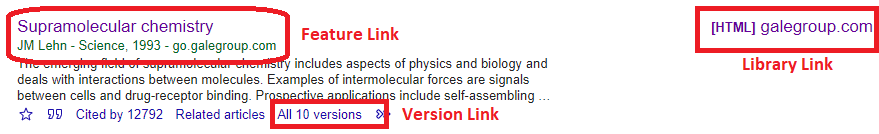 Supramolecular chemistry
JM Lehn - Science, 1993 - go.galegroup.com
Feature Link
[HTML] galegroup.com
Library Link
The emerging field of supramolecular chemistry includes aspects of physics and biology and
deals with interactions between molecules. Examples of intermolecular forces are signals
between cells and drug-receptor binding. Prospective applications include self-assembling …
Cited by 12792 Related articles All 10 versions
Version Link